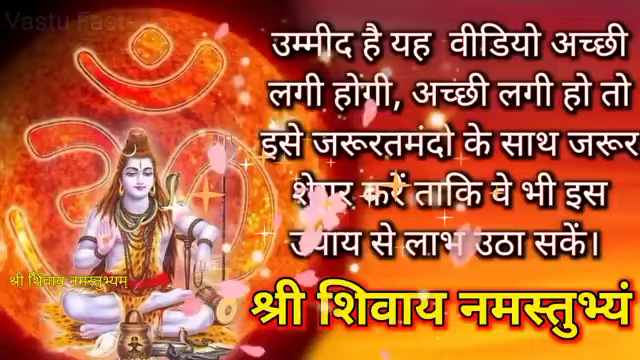 Vastu Fact
उम्मीद है यह वीडियो अच्छी
लगी होगी, अच्छी लगी हो तो
इसे जरूरतमंदो के साथ जरूर
शेयर करें ताकि वे भी इस
उपाय से लाभ उठा सकें।
श्री शिवाय नमस्तुभ्यम्
श्री शिवाय नमस्तुभ्यं